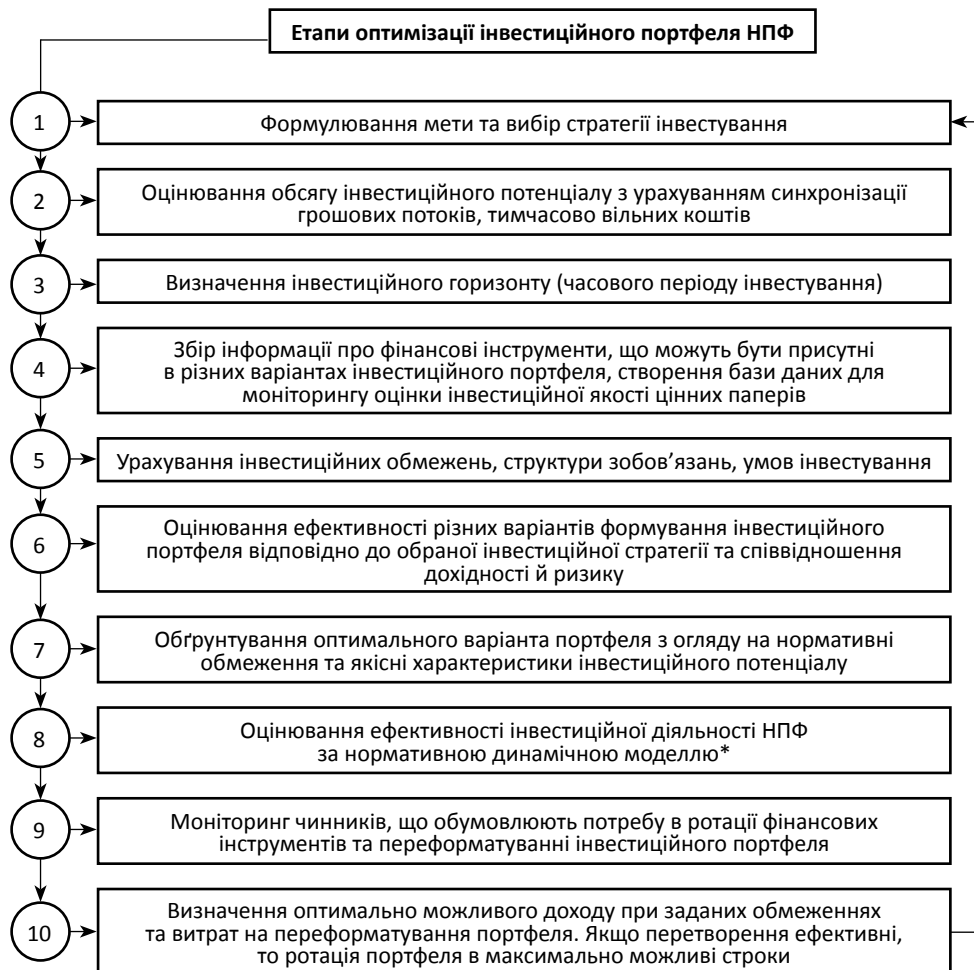 Етапи оптимізації інвестиційного портфеля НПФ
1
Формулювання мети та вибір стратегії інвестування
2
Оцінювання обсягу інвестиційного потенціалу з урахуванням синхронізації
грошових потоків, тимчасово вільних коштів
3
Визначення інвестиційного горизонту (часового періоду інвестування)
4
Збір інформації про фінансові інструменти, що можуть бути присутні
в різних варіантах інвестиційного портфеля, створення бази даних для
моніторингу оцінки інвестиційної якості цінних паперів
5
Урахування інвестиційних обмежень, структури зобов’язань, умов інвестування
6
Оцінювання ефективності різних варіантів формування інвестиційного
портфеля відповідно до обраної інвестиційної стратегії та співвідношення
дохідності й ризику
7
Обґрунтування оптимального варіанта портфеля з огляду на нормативні
обмеження та якісні характеристики інвестиційного потенціалу
8
Оцінювання ефективності інвестиційної діяльності НПФ
за нормативною динамічною моделлю*
9
Моніторинг чинників, що обумовлюють потребу в ротації фінансових
інструментів та переформатуванні інвестиційного портфеля
10
Визначення оптимально можливого доходу при заданих обмеженнях
та витрат на переформатування портфеля. Якщо перетворення ефективні,
то ротація портфеля в максимально можливі строки